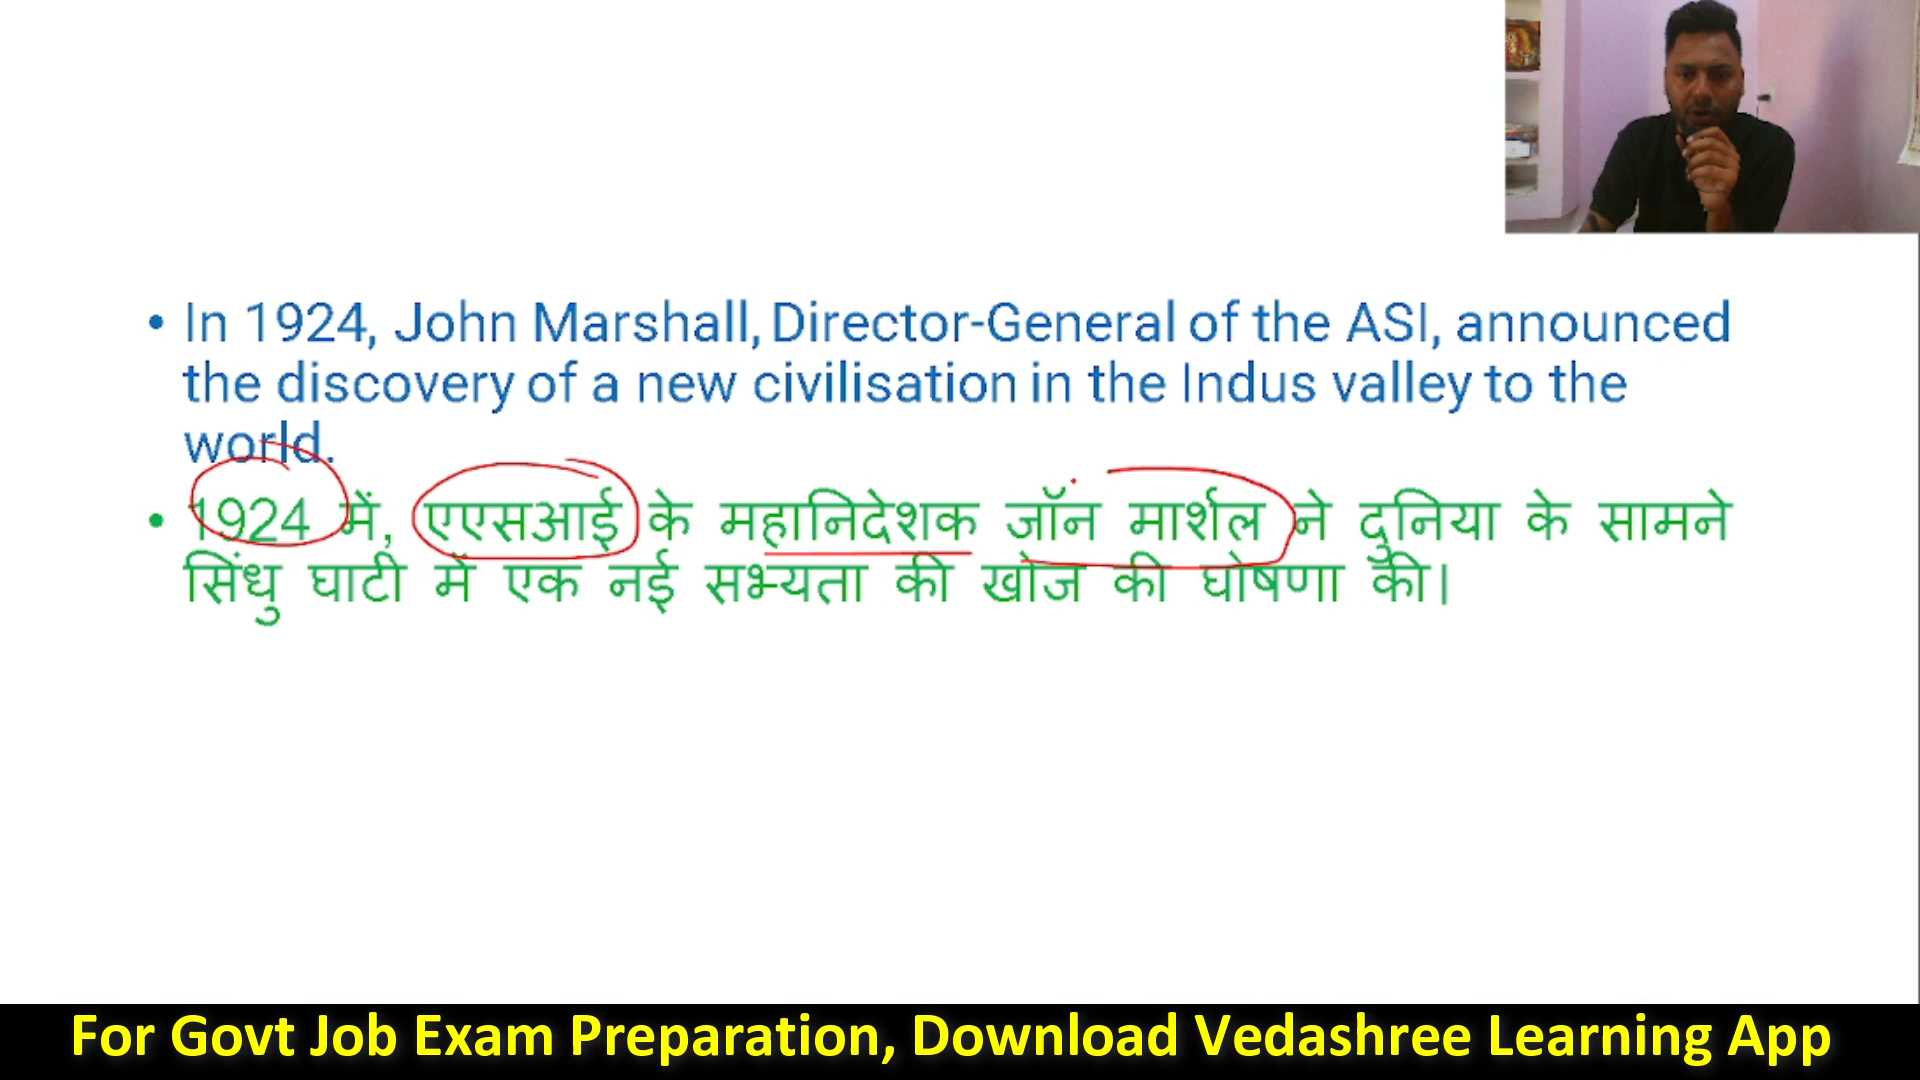 • In 1924, John Marshall, Director-General of the ASI, announced
the discovery of a new civilisation in the Indus valley to the
world.
• 1924 में, एएसआई के महानिदेशक जॉन मार्शल ने दुनिया के सामने
सिंधु घाटी में एक नई सभ्यता की खोज की घोषणा की।
For Govt Job Exam Preparation, Download Vedashree Learning App